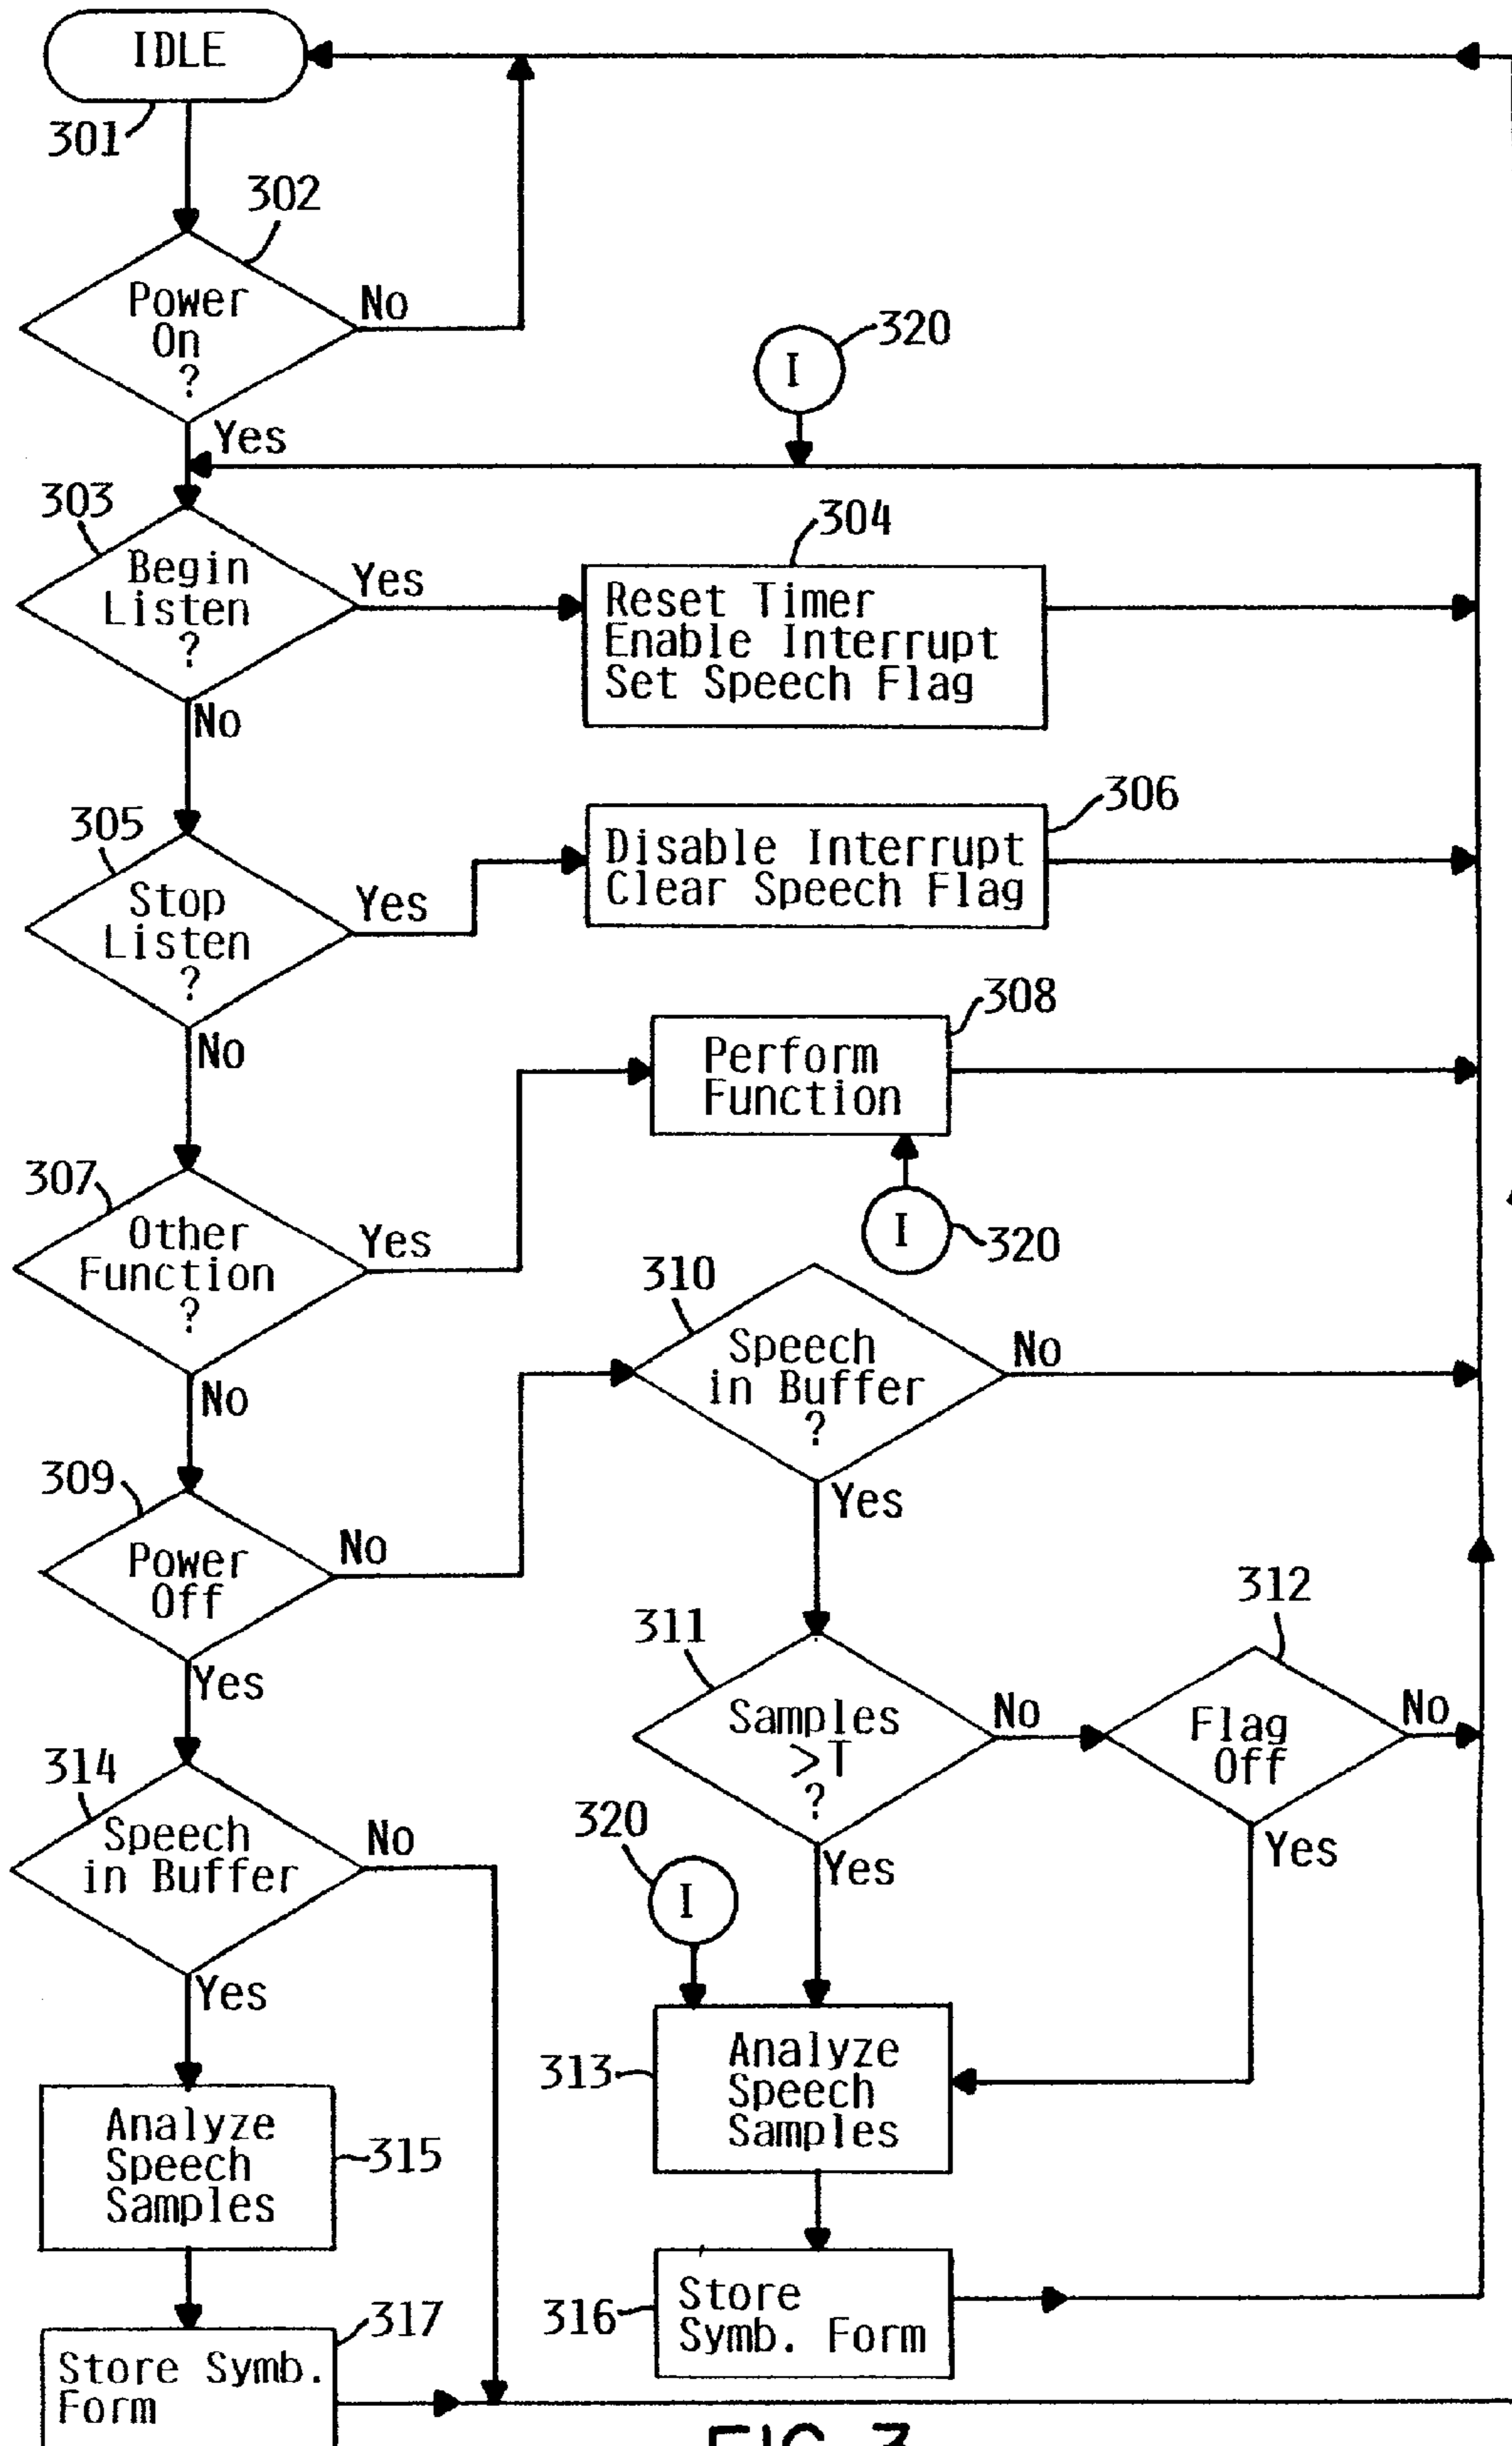 IDLE
301
302
Power
On
?
No
Yes
I
320
303
Begin
Listen
?
Yes
No
304
Reset Timer
Enable Interrupt
Set Speech Flag
305
Stop
Listen
?
Yes
No
306
Disable Interrupt
Clear Speech Flag
307
Other
Function
?
Yes
No
308
Perform
Function
I
320
309
Power
Off
No
Yes
310
Speech
in Buffer
?
No
Yes
311
Samples
>T
?
No
Yes
312
Flag
Off
No
Yes
314
Speech
in Buffer
No
Yes
320
I
313
Analyze
Speech
Samples
Analyze
Speech
Samples
315
316
Store
Symb. Form
317
Store Symb.
Form
FIG. 3